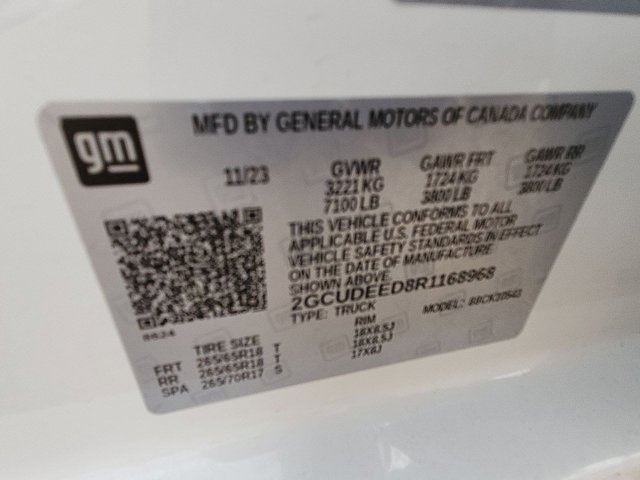 gm
MFD BY GENERAL MOTORS OF CANADA COMPANY
11/23 GVWR GAWR FRT GAWR RR
3221 KG 1724 KG 1724 KG
7100 LB 3800 LB 3800 LB
THIS VEHICLE CONFORMS TO ALL
APPLICABLE U.S. FEDERAL MOTOR
VEHICLE SAFETY STANDARDS IN EFFECT
ON THE DATE OF MANUFACTURE
SHOWN ABOVE.
2GCUDEED8R1168968
TYPE: TRUCK MODEL:
8624
TIRE SIZE RIM
FRT 265/65R18 T 18X8.5J
RR 265/65R18 T 18X8.5J
SPA 265/70R17 S 17X8J